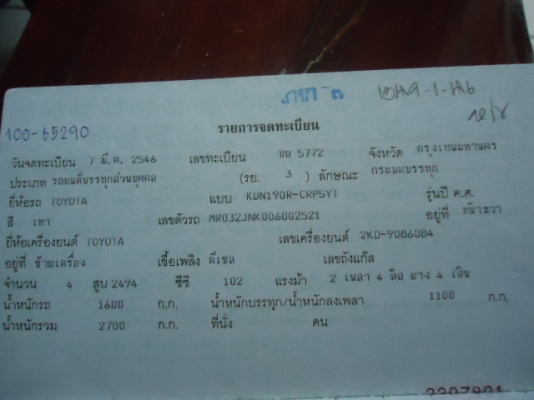 ภชา - ๓
100-65290
รายการจดทะเบียน
วันจดทะเบียน 7 มี.ค. 2546 เลขทะเบียน 5772 จังหวัด กรุงเทพมหานคร
ประเภท รถยนต์บรรทุกส่วนบุคคล (รย. 3 ) ลักษณะ กระบะบรรทุก
ยี่ห้อรถ TOYOTA แบบ KDN190R-CRPSYT รุ่นปี ค.ศ.
สี เทา เลขตัวรถ MR032JNK006002521 อยู่ที่ หน้าขวา
ยี่ห้อเครื่องยนต์ TOYOTA เลขเครื่องยนต์ 2KD-9086084
อยู่ที่ ซ้ายเครื่อง เชื้อเพลิง ดีเซล เลขถังแก๊ส
จำนวน 4 สูบ 2494 ซีซี 102 แรงม้า 2 เพลา 4 ล้อ ยาง 4 เส้น
น้ำหนักรถ 1600 ก.ก. น้ำหนักบรรทุก/น้ำหนักลงเพลา 1100 ก.ก.
น้ำหนักรวม 2700 ก.ก. ที่นั่ง คน